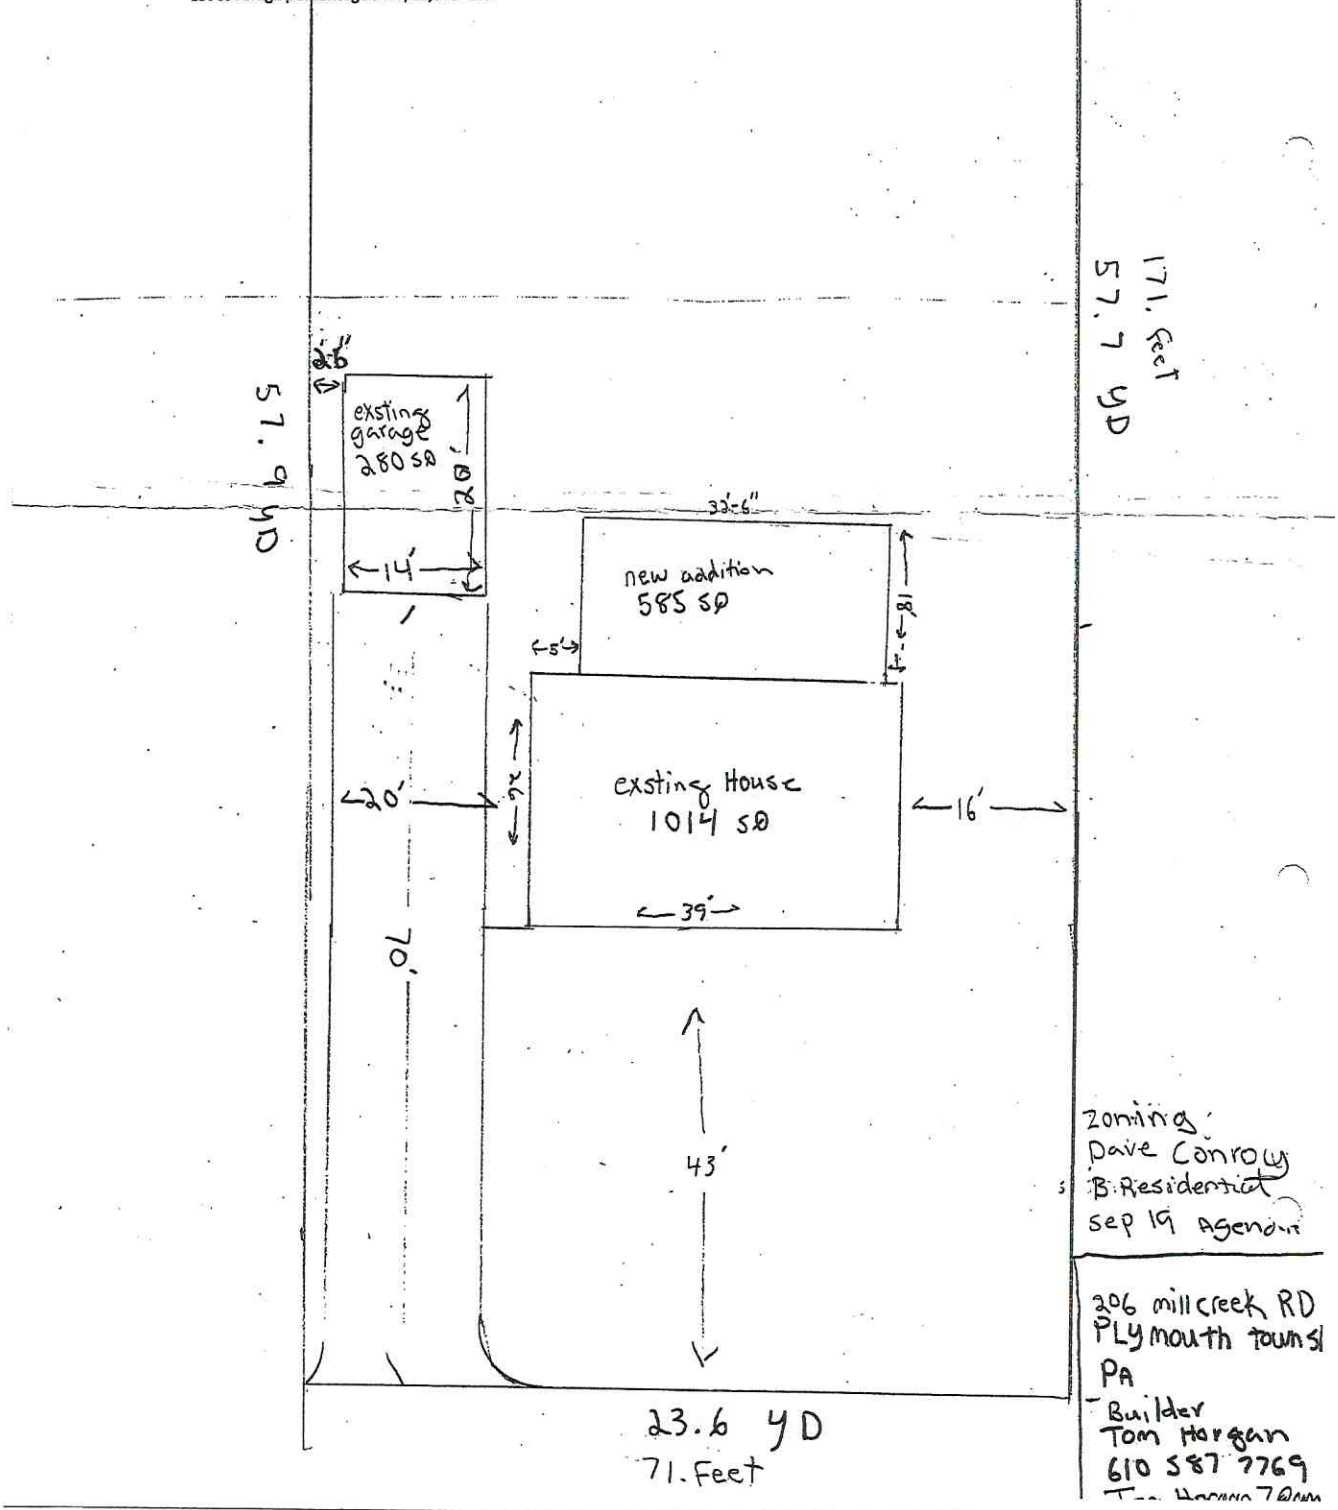 171. feet
57.7 YD
2'6"
57.9 YD
exsting
garage
280 SQ
20'
14'
32'-6"
new addition
585 SQ
18'
5'
1'
20'
26
exsting House
1014 SQ
16'
39'
70'
43'
zoning
Dave Conroy
B.Residential
Sep 19
206 millcreek RD
PLymouth towns
PA
Builder
Tom Horgan
23.6 YD
71. Feet
610 587 7769